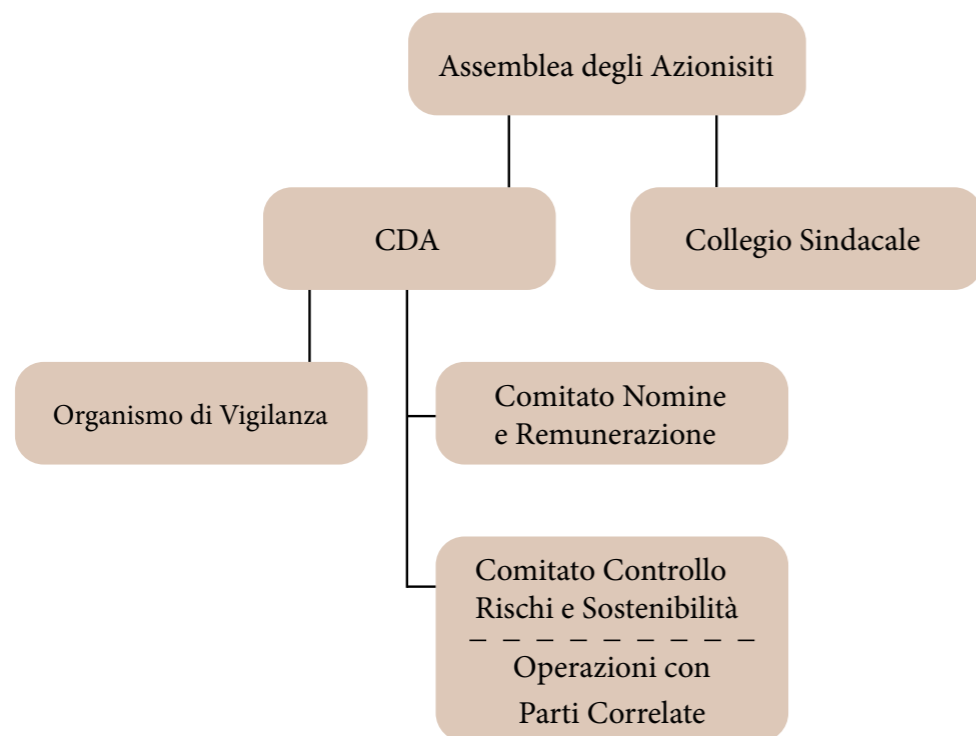 Assemblea degli Azionisiti
CDA
Collegio Sindacale
Organismo di Vigilanza
Comitato Nomine
e Remunerazione
Comitato Controllo
Rischi e Sostenibilità
Operazioni con
Parti Correlate